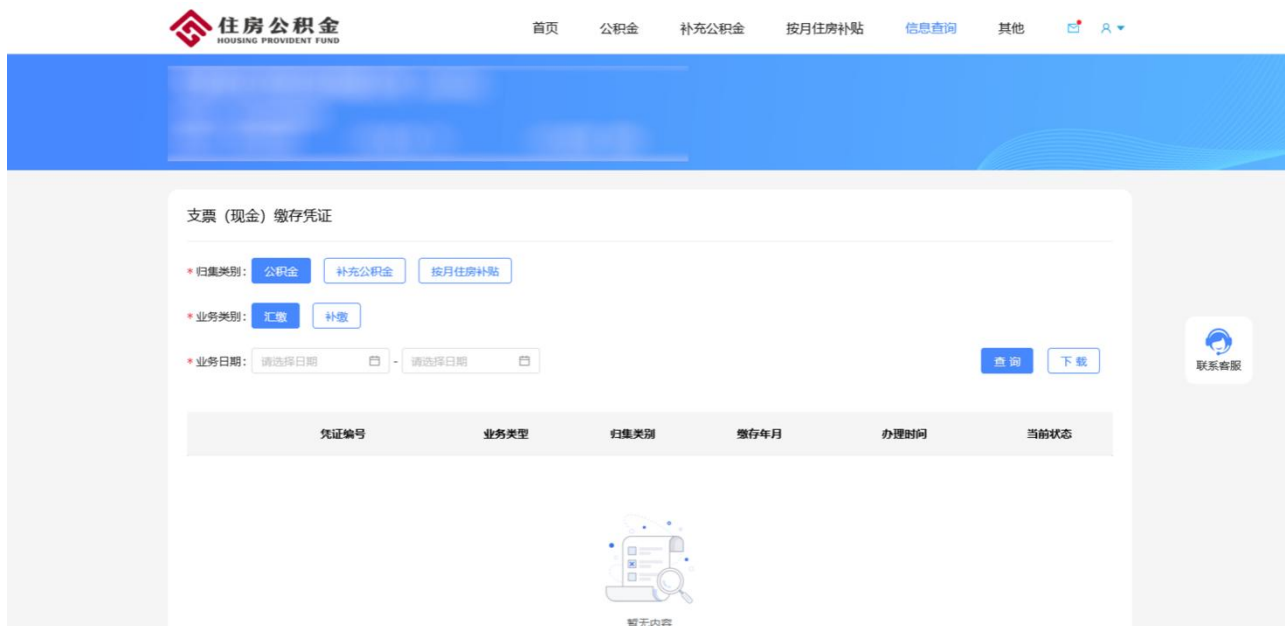 住房公积金
HOUSING PROVIDENT FUND
首页 公积金 补充公积金 按月住房补贴 信息查询 其他
支票（现金）缴存凭证
*归集类别： 公积金 补充公积金 按月住房补贴
*业务类别： 汇缴 补缴
*业务日期： 请选择日期 - 请选择日期 查询 下载
联系客服
凭证编号 业务类型 归集类别 缴存年月 办理时间 当前状态
暂无内容